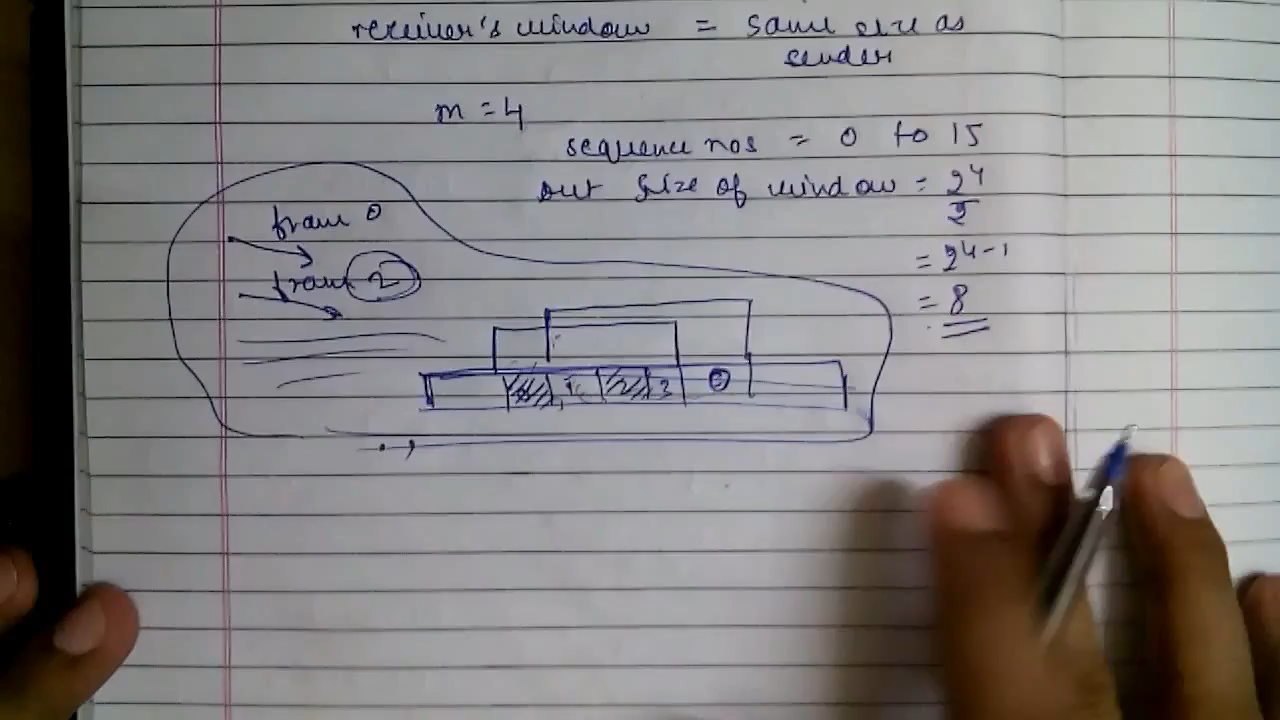 receiver's window = same size as
sender
m = 4
sequence nos = 0 to 15
but size of window = 2⁴
2
= 2⁴⁻¹
= 8
frame 0
frame 2
2 3 0